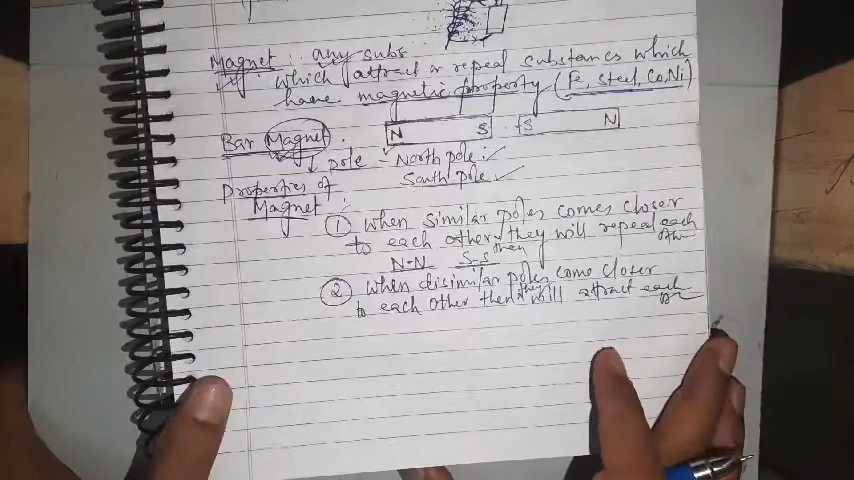 Magnet : any subs
which attract or repeal substances which
have magnetic property (Fe, Steel, Co, Ni)
Bar Magnet .
N S
S N
pole - North pole :
South pole
Properties of
Magnet :
① when similar poles comes closer
to each other, then they will repeal each other
N-N S-S
② when disimilar poles come closer
to each other then they will attract each